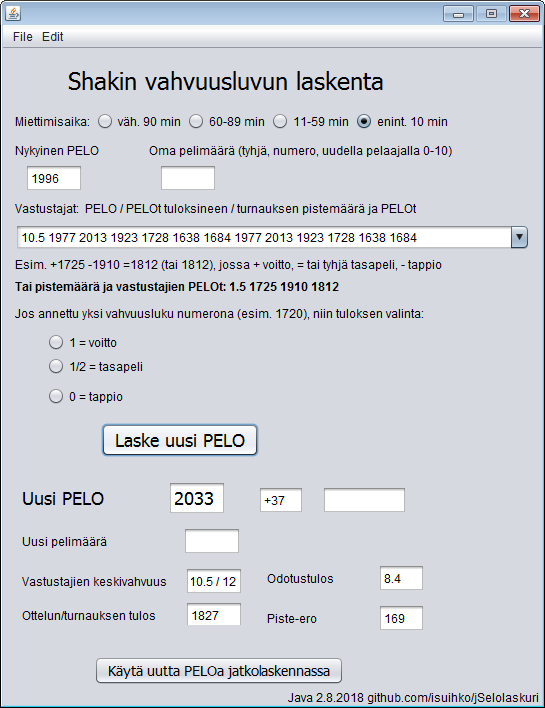 File Edit
Shakin vahvuusluvun laskenta
Miettimisaika: väh. 90 min 60-89 min 11-59 min enint. 10 min
Nykyinen PELO Oma pelimäärä (tyhjä, numero, uudella pelaajalla 0-10)
1996
Vastustajat: PELO / PELOt tuloksineen / turnauksen pistemäärä ja PELOt
10.5 1977 2013 1923 1728 1638 1684 1977 2013 1923 1728 1638 1684
Esim. +1725 -1910 =1812 (tai 1812), jossa + voitto, = tai tyhjä tasapeli, - tappio
Tai pistemäärä ja vastustajien PELOt: 1.5 1725 1910 1812
Jos annettu yksi vahvuusluku numerona (esim. 1720), niin tuloksen valinta:
1 = voitto
1/2 = tasapeli
0 = tappio
Laske uusi PELO
Uusi PELO 2033 +37
Uusi pelimäärä
Vastustajien keskivahvuus 10.5 / 12 Odotustulos 8.4
Ottelun/turnauksen tulos 1827 Piste-ero 169
Käytä uutta PELOa jatkolaskennassa
Java 2.8.2018 github.com/isuihko/jSelolaskuri